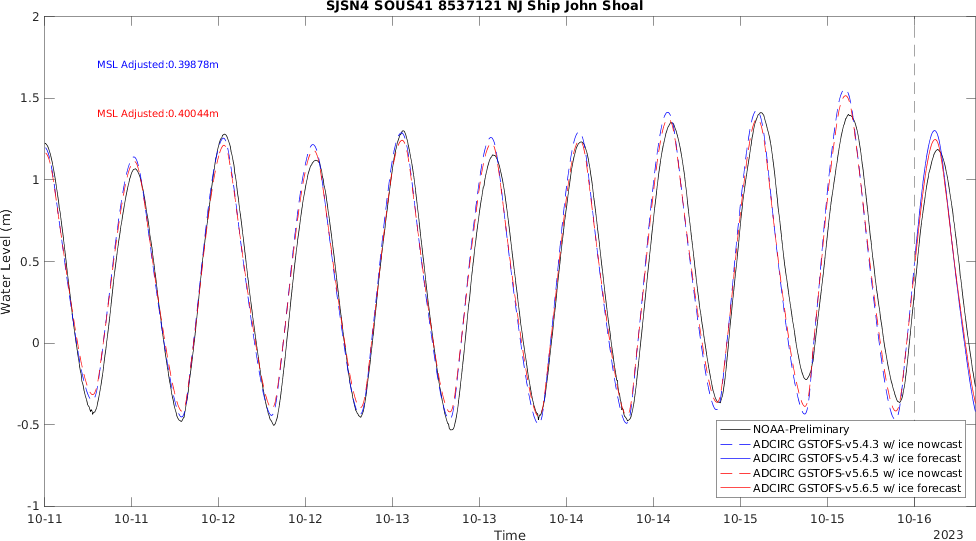 SJSN4 SOUS41 8537121 NJ Ship John Shoal
2
1.5
1
0.5
0
-0.5
-1
Water Level (m)
MSL Adjusted:0.39878m
MSL Adjusted:0.40044m
NOAA-Preliminary
ADCIRC GSTOFS-v5.4.3 w/ ice nowcast
ADCIRC GSTOFS-v5.4.3 w/ ice forecast
ADCIRC GSTOFS-v5.6.5 w/ ice nowcast
ADCIRC GSTOFS-v5.6.5 w/ ice forecast
10-11 10-11 10-12 10-12 10-13 10-13 10-14 10-14 10-15 10-15 10-16
Time
2023